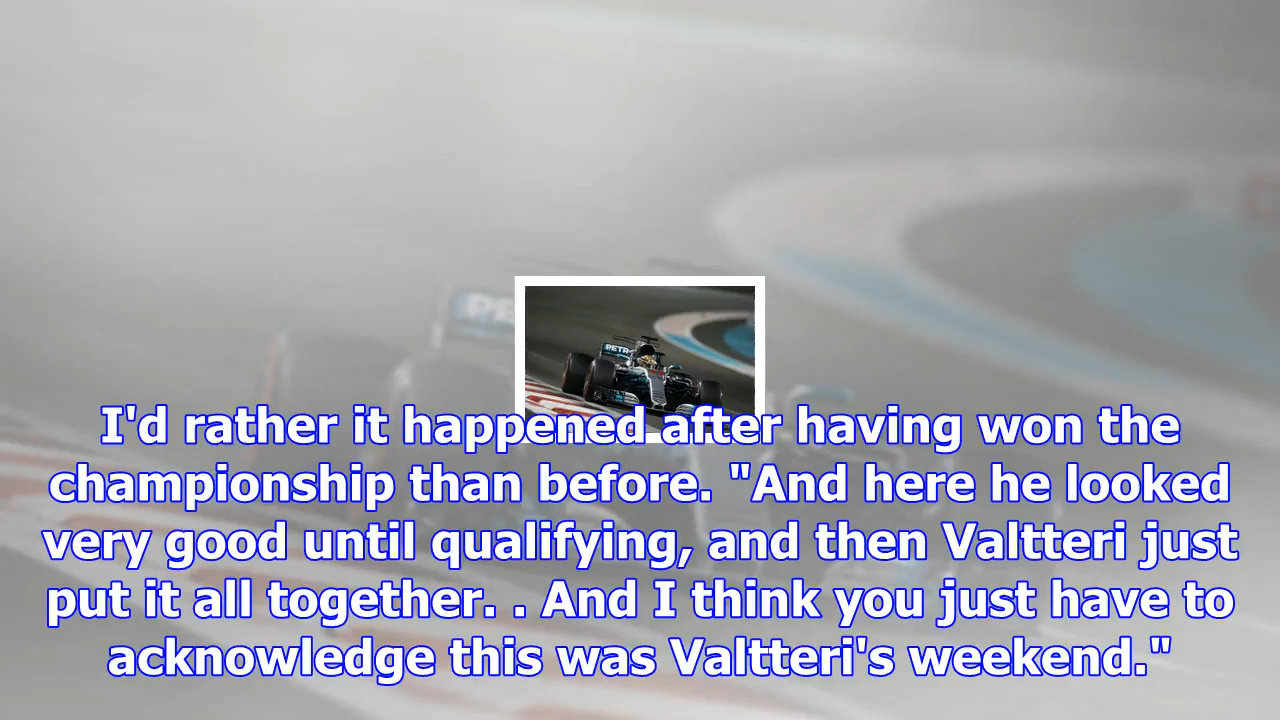 PETR
I'd rather it happened after having won the
championship than before. "And here he looked
very good until qualifying, and then Valtteri just
put it all together. . And I think you just have to
acknowledge this was Valtteri's weekend."